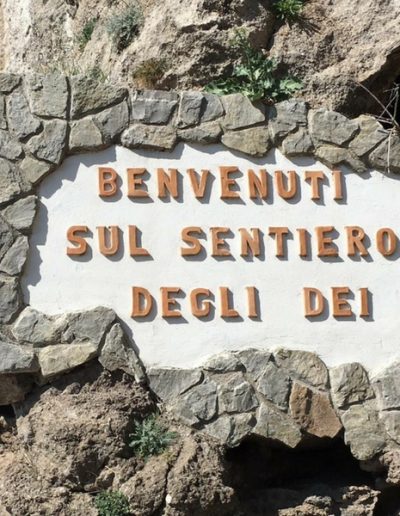 BENVENUTI
SUL SENTIERO
DEGLI DEI